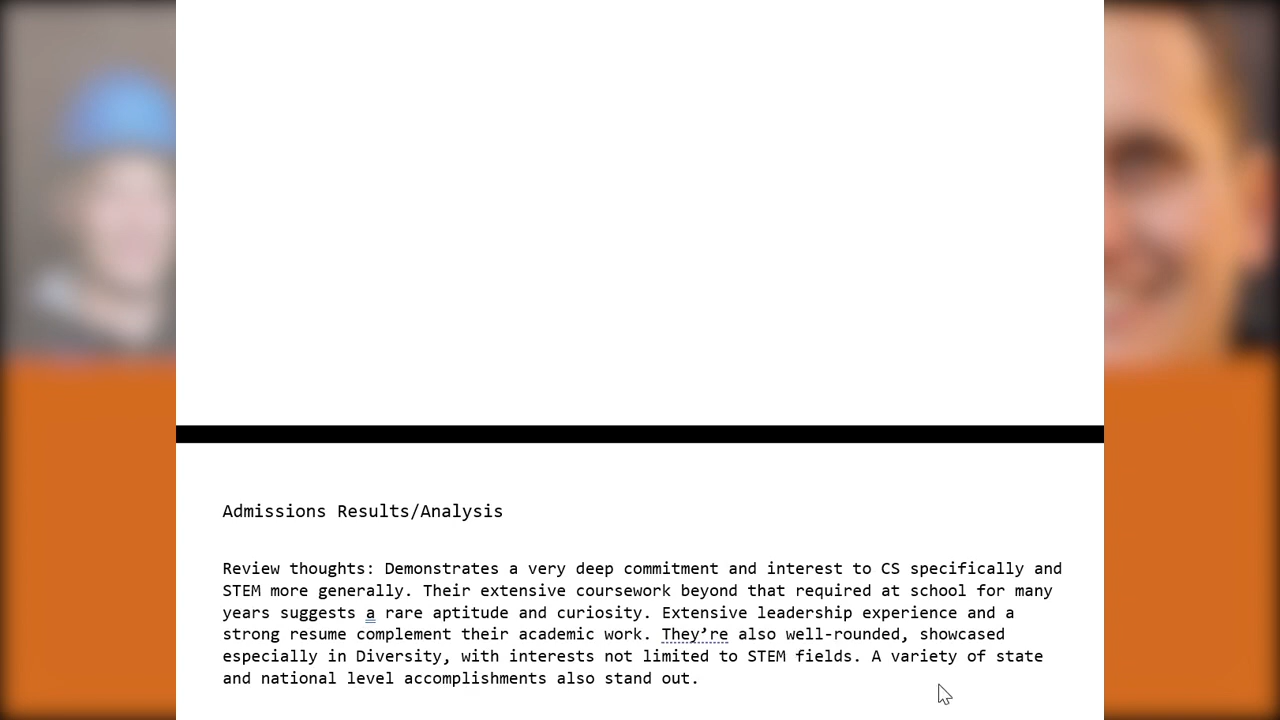 Admissions Results/Analysis
Review thoughts: Demonstrates a very deep commitment and interest to CS specifically and
STEM more generally. Their extensive coursework beyond that required at school for many
years suggests a rare aptitude and curiosity. Extensive leadership experience and a
strong resume complement their academic work. They’re also well-rounded, showcased
especially in Diversity, with interests not limited to STEM fields. A variety of state
and national level accomplishments also stand out.